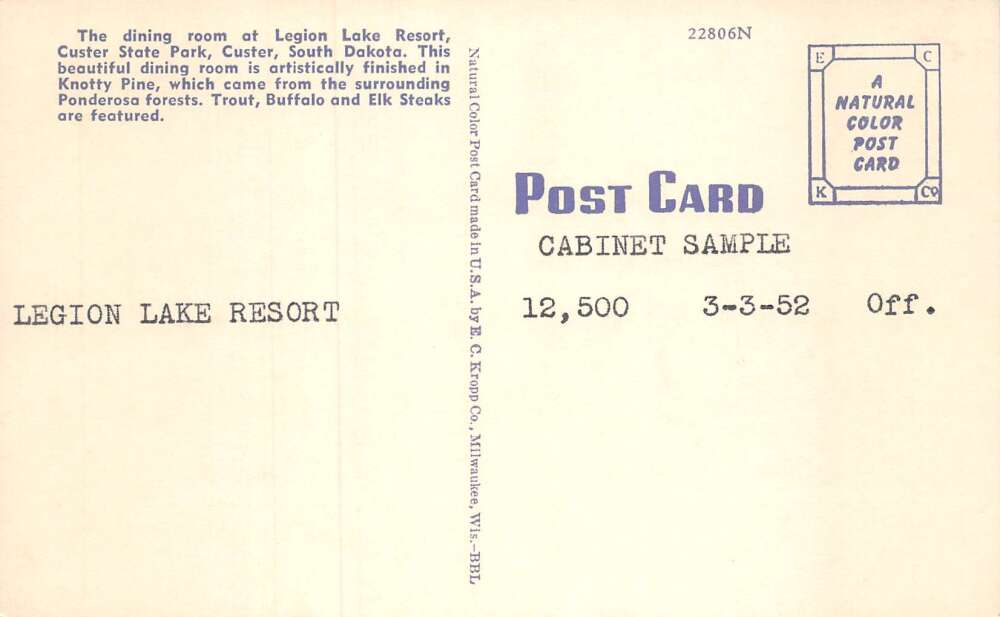 The dining room at Legion Lake Resort,
Custer State Park, Custer, South Dakota. This
beautiful dining room is artistically finished in
Knotty Pine, which came from the surrounding
Ponderosa forests. Trout, Buffalo and Elk Steaks
are featured.
LEGION LAKE RESORT
Natural Color Post Card made in U.S.A. by E. C. Kropp Co., Milwaukee, Wis.—BBL
22806N
E C
A
NATURAL
COLOR
POST
CARD
K Co
POST CARD
CABINET SAMPLE
12,500 3-3-52 Off.